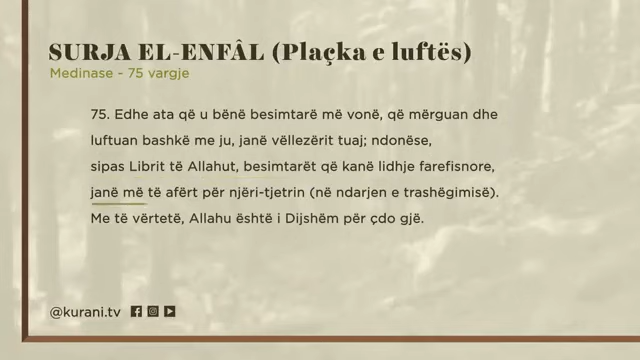 SURJA EL-ENFÂL (Plaçka e luftës)
Medinase - 75 vargje
75. Edhe ata që u bënë besimtarë më vonë, që mërguan dhe
luftuan bashkë me ju, janë vëllezërit tuaj; ndonëse,
sipas Librit të Allahut, besimtarët që kanë lidhje farefisnore,
janë më të afërt për njëri-tjetrin (në ndarjen e trashëgimisë).
Me të vërtetë, Allahu është i Dijshëm për çdo gjë.
@kurani.tv